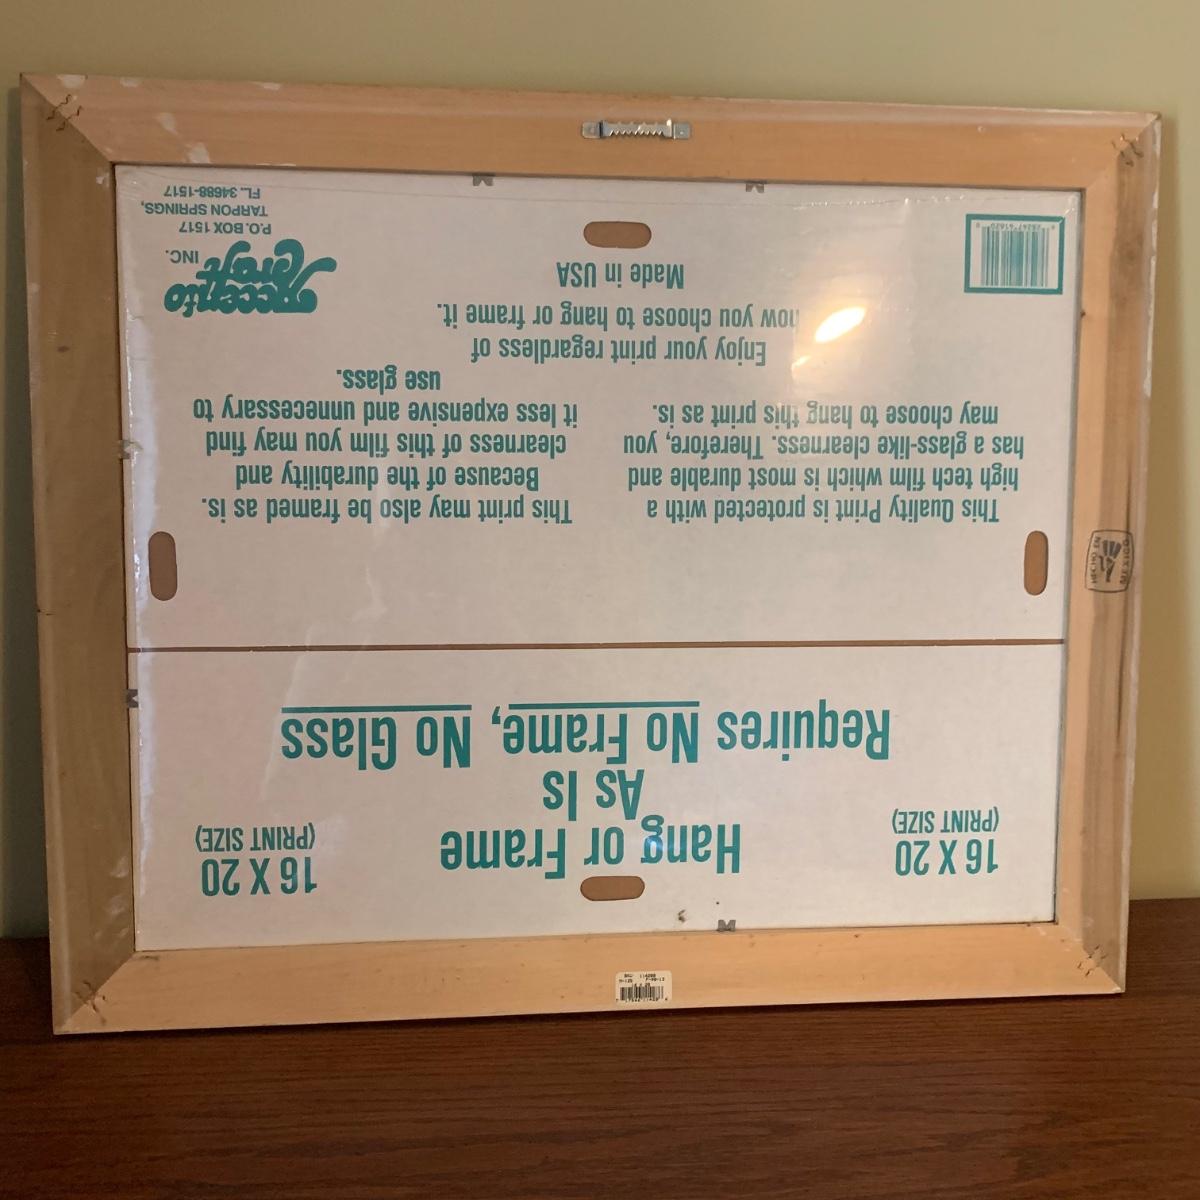 Hang or Frame
As Is
Requires No Frame, No Glass
16 X 20
(PRINT SIZE)
16 X 20
(PRINT SIZE)
This Quality Print is protected with a
high tech film which is most durable and
has a glass-like clearness. Therefore, you
may choose to hang this print as is.
This print may also be framed as is.
Because of the durability and
clearness of this film you may find
it less expensive and unnecessary to
use glass.
Enjoy your print regardless of
how you choose to hang or frame it.
Made in USA
craft
INC.
P.O. BOX 1517
TARPON SPRINGS,
FL. 34688-1517
HECHO EN
MEXICO
SKU: